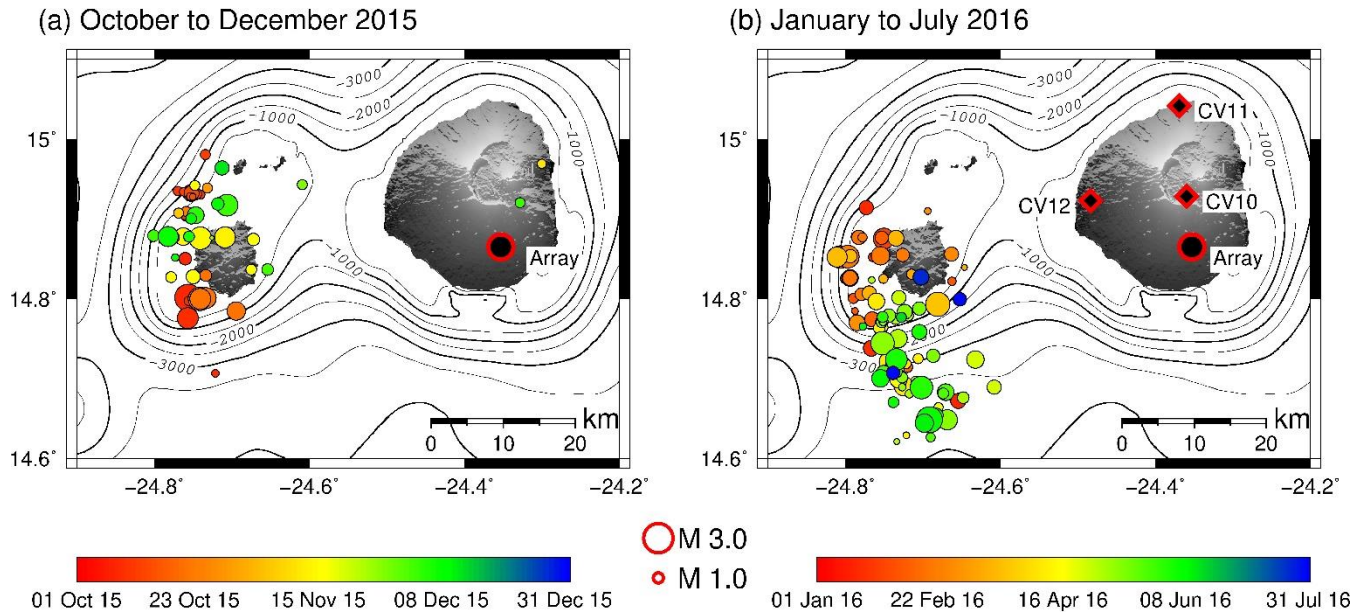 (a) October to December 2015
(b) January to July 2016
−3000
−2000
−1000
−1000
−1000
−2000
−3000
Array
km
0 10 20
15˚
14.8˚
14.6˚
−24.8˚ −24.6˚ −24.4˚ −24.2˚
−3000
−2000
−1000
−1000
−1000
−2000
−3000
CV11
CV12
CV10
Array
km
0 10 20
−24.8˚ −24.6˚ −24.4˚ −24.2˚
M 3.0
M 1.0
01 Oct 15 23 Oct 15 15 Nov 15 08 Dec 15 31 Dec 15
01 Jan 16 22 Feb 16 16 Apr 16 08 Jun 16 31 Jul 16